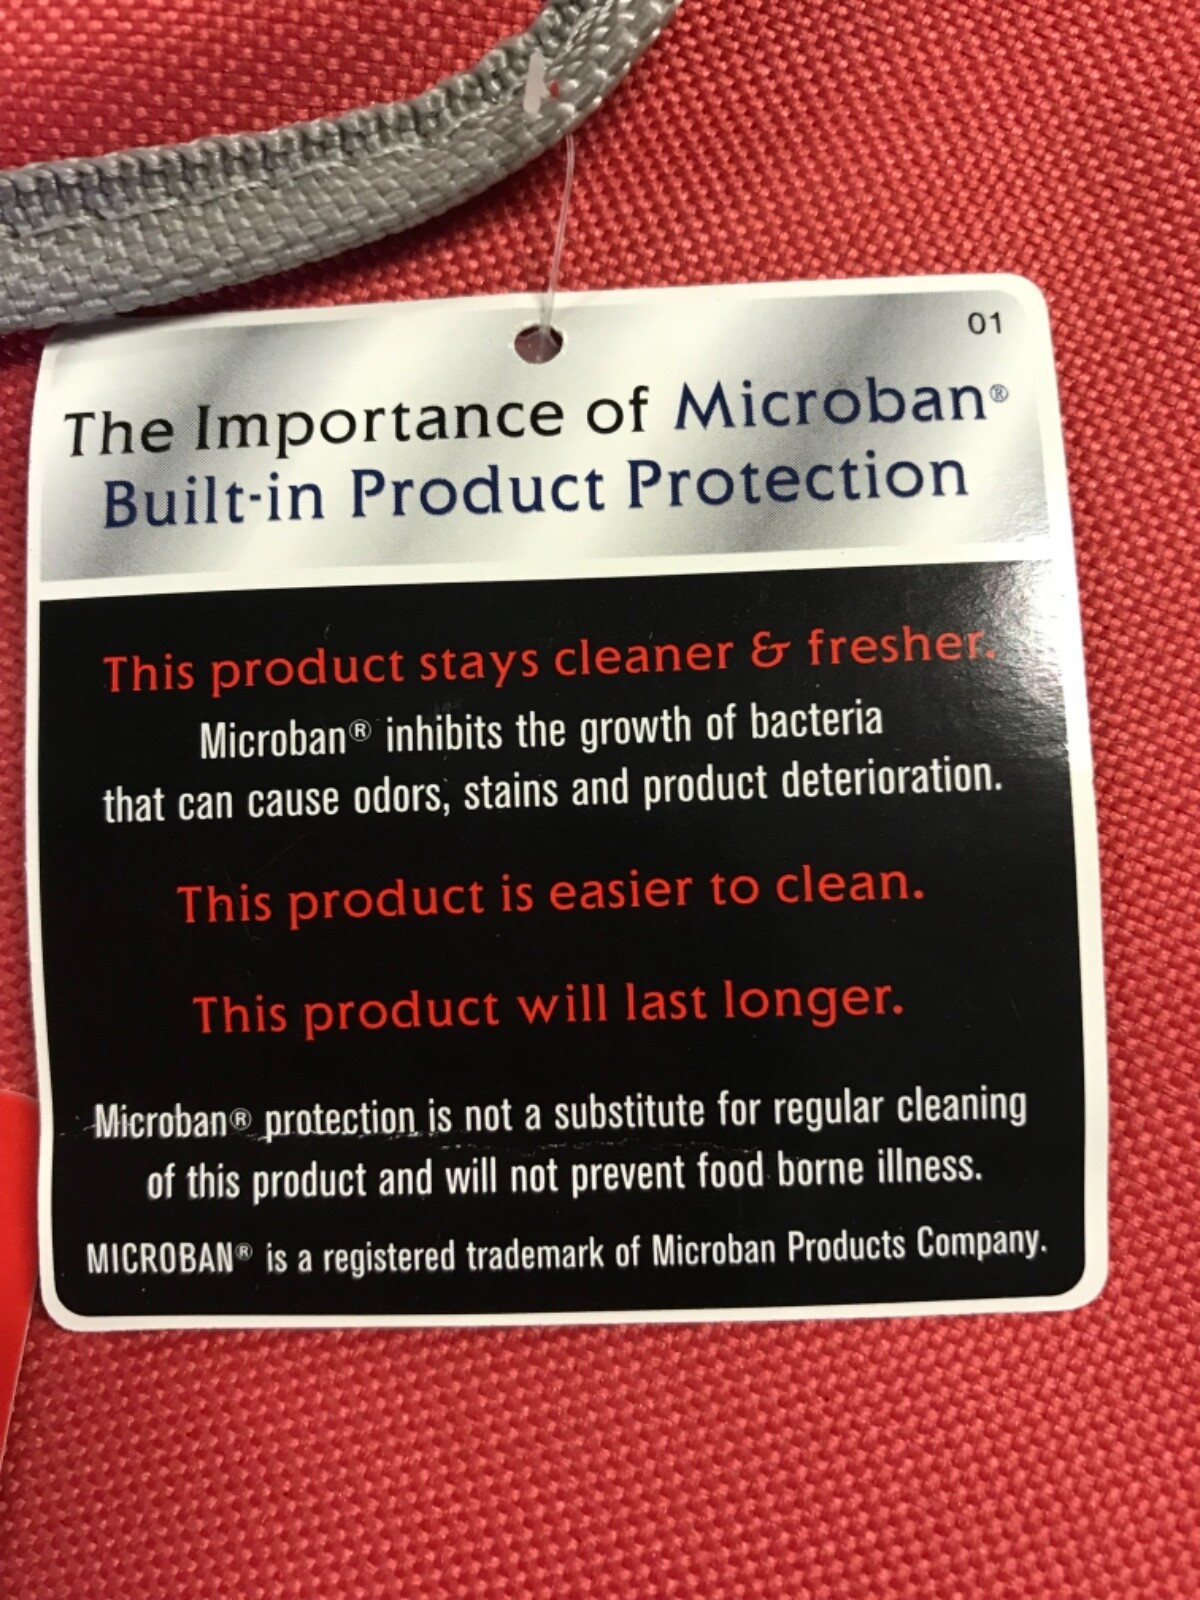 01
The Importance of Microban®
Built-in Product Protection
This product stays cleaner & fresher.
Microban® inhibits the growth of bacteria
that can cause odors, stains and product deterioration.
This product is easier to clean.
This product will last longer.
Microban® protection is not a substitute for regular cleaning
of this product and will not prevent food borne illness.
MICROBAN® is a registered trademark of Microban Products Company.